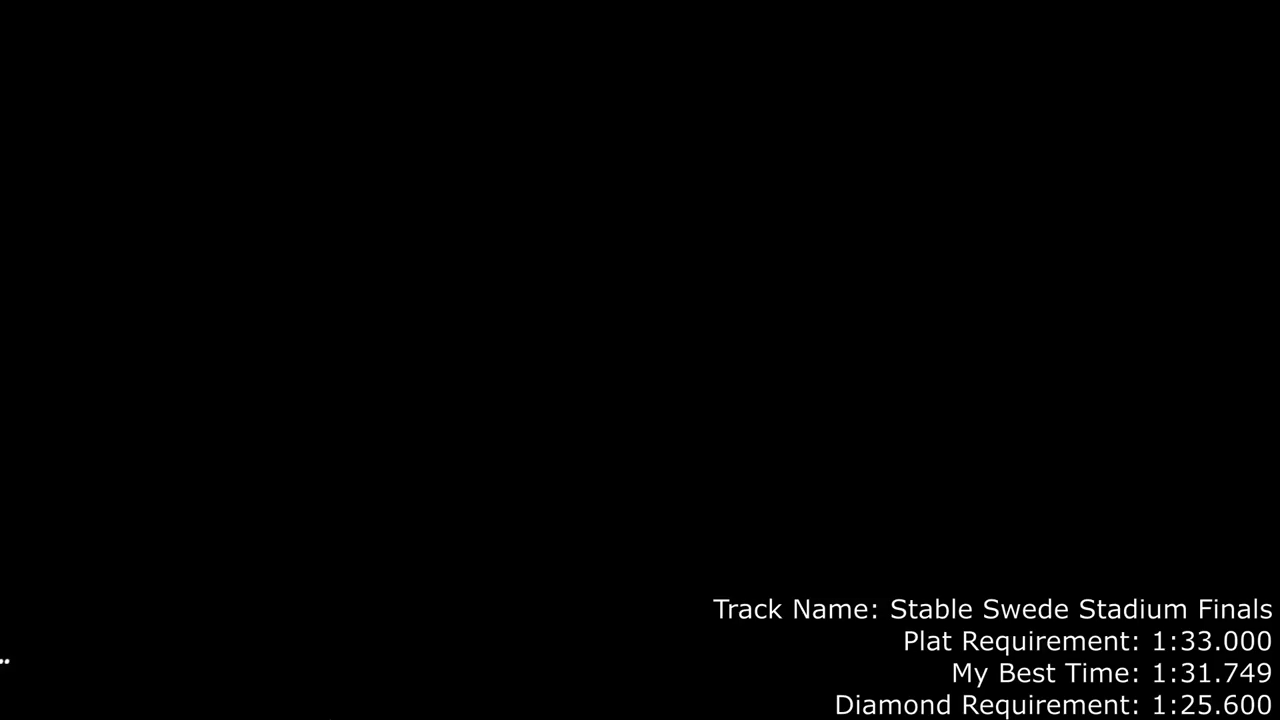 Track Name: Stable Swede Stadium Finals
Plat Requirement: 1:33.000
..
My Best Time: 1:31.749
Diamond Requirement: 1:25.600